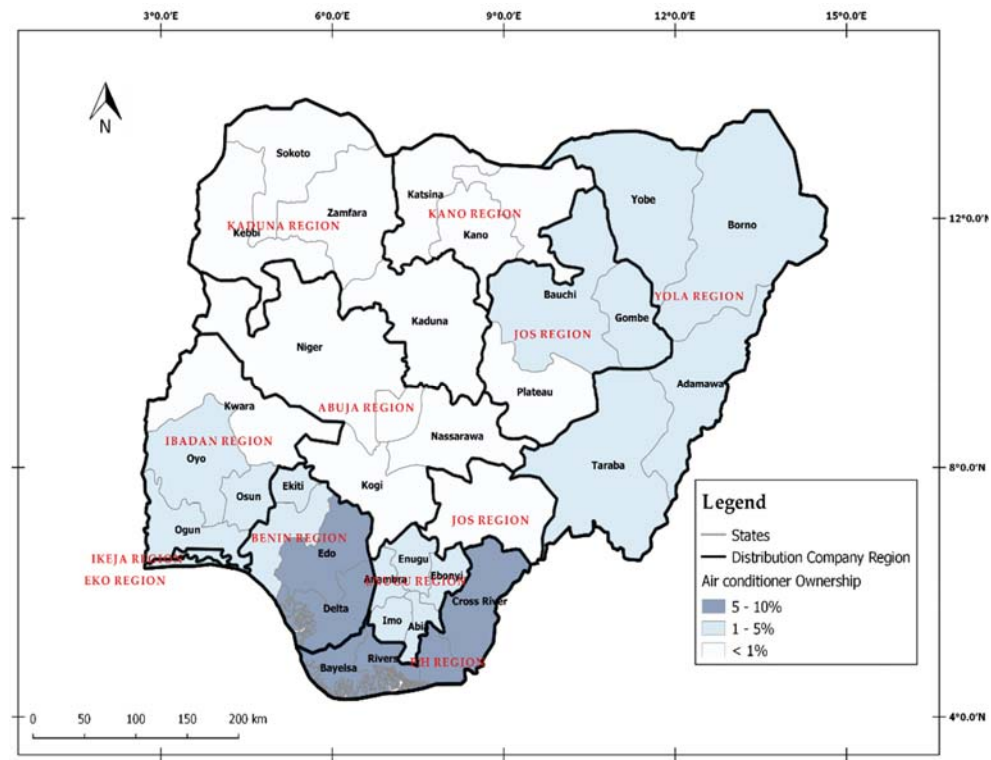 3°0.0'E 6°0.0'E 9°0.0'E 12°0.0'E 15°0.0'E
N
Sokoto
Katsina
Zamfara
Yobe
KANO REGION
12°0.0'N
KADUNA REGION
Borno
Kebbi
Kano
Bauchi
YOLA REGION
Kaduna
Gombe
JOS REGION
Niger
Adamawa
Plateau
Kwara
ABUJA REGION
Nassarawa
IBADAN REGION
Oyo
Taraba
8°0.0'N
Kogi
Ekiti
Osun
Legend
JOS REGION
Ogun
BENIN REGION
States
Edo
Distribution Company Region
IKEJA REGION
Enugu
EKO REGION
Anambra
Ebonyi
REGION
Air conditioner Ownership
Cross River
Delta
5 - 10%
Imo
Abia
1 - 5%
< 1%
Rivers
PH REGION
Bayelsa
4°0.0'N
0 50 100 150 200 km